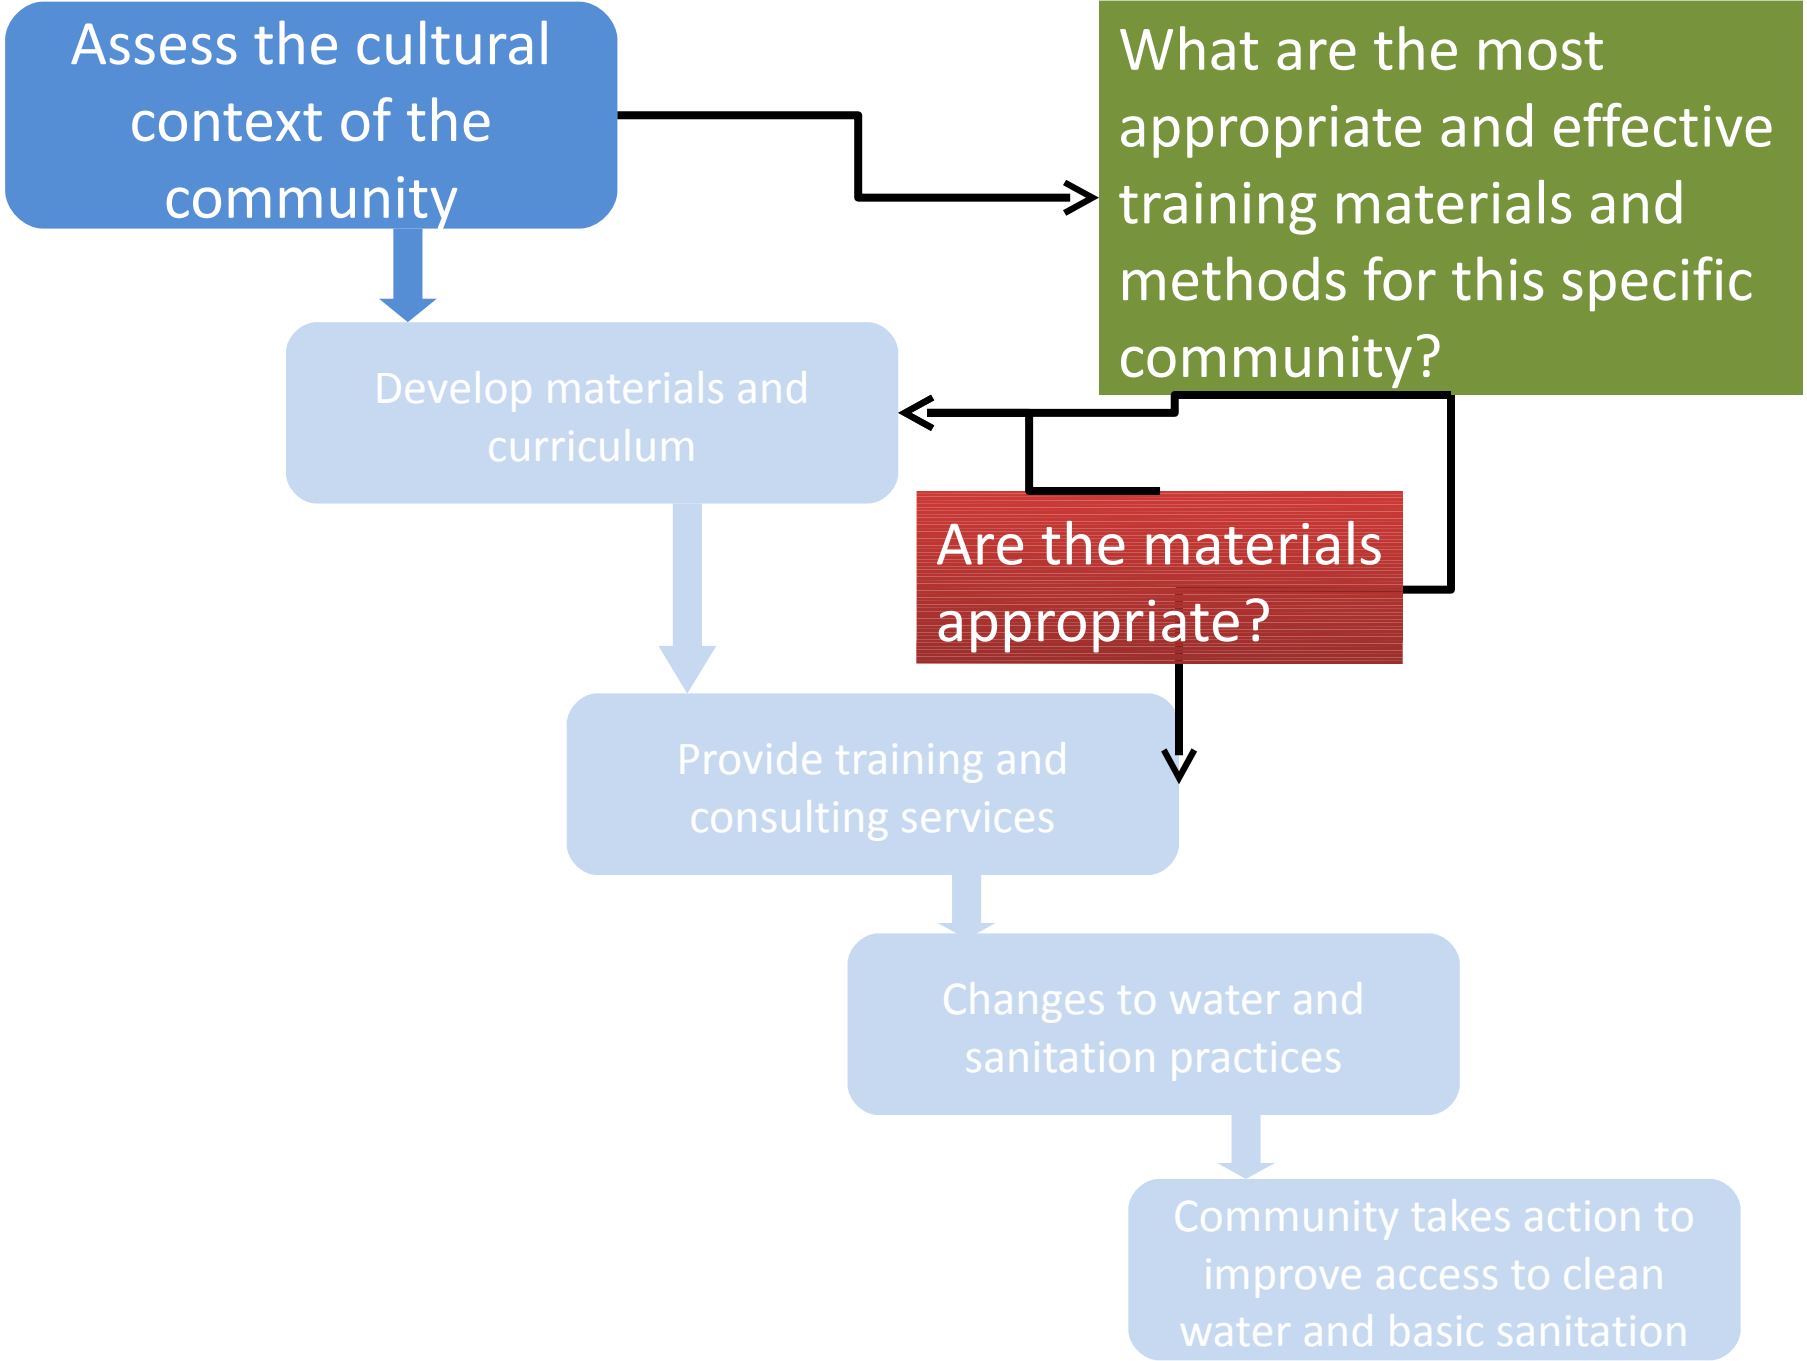 Assess the cultural
context of the
community
What are the most
appropriate and effective
training materials and
methods for this specific
community?
Develop materials and
curriculum
Are the materials
appropriate?
Provide training and
consulting services
Changes to water and
sanitation practices
Community takes action to
improve access to clean
water and basic sanitation